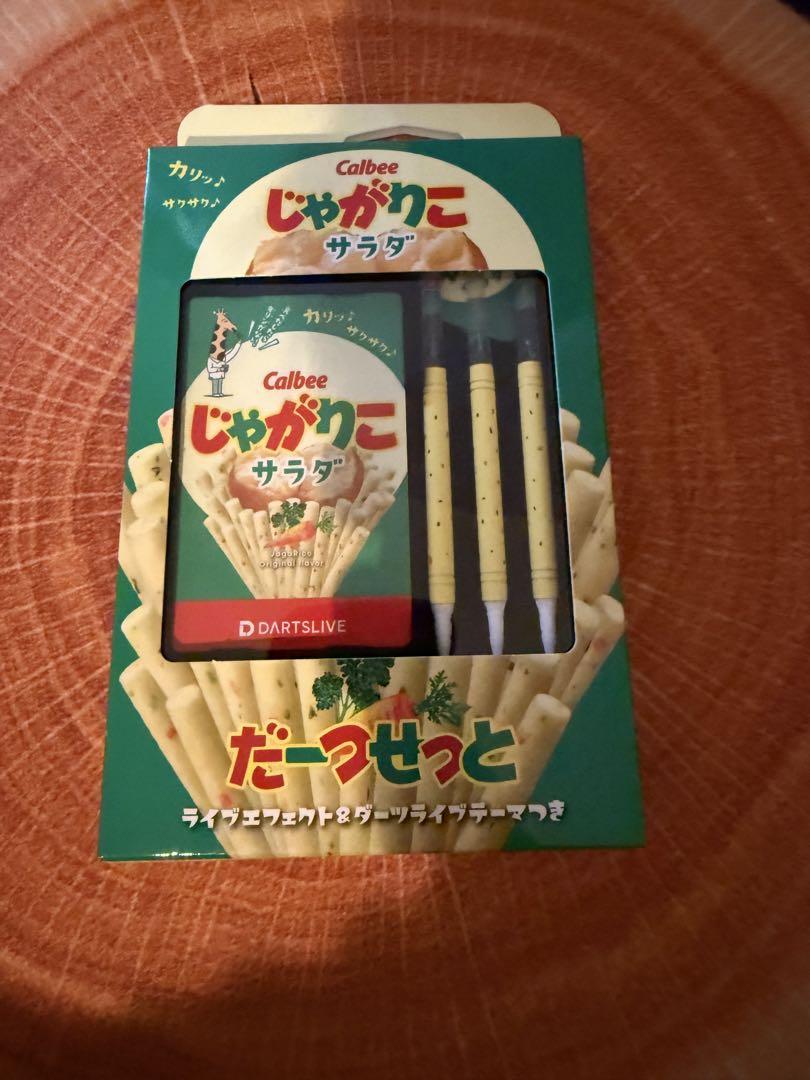 カリッ♪
サクサク♪
Calbee
じゃがりこ
サラダ
カリッ♪
サクサク♪
Calbee
じゃがりこ
サラダ
JagaRico
Original flavor
DARTSLIVE
だーつせっと
ライブエフェクト&ダーツライブテーマつき